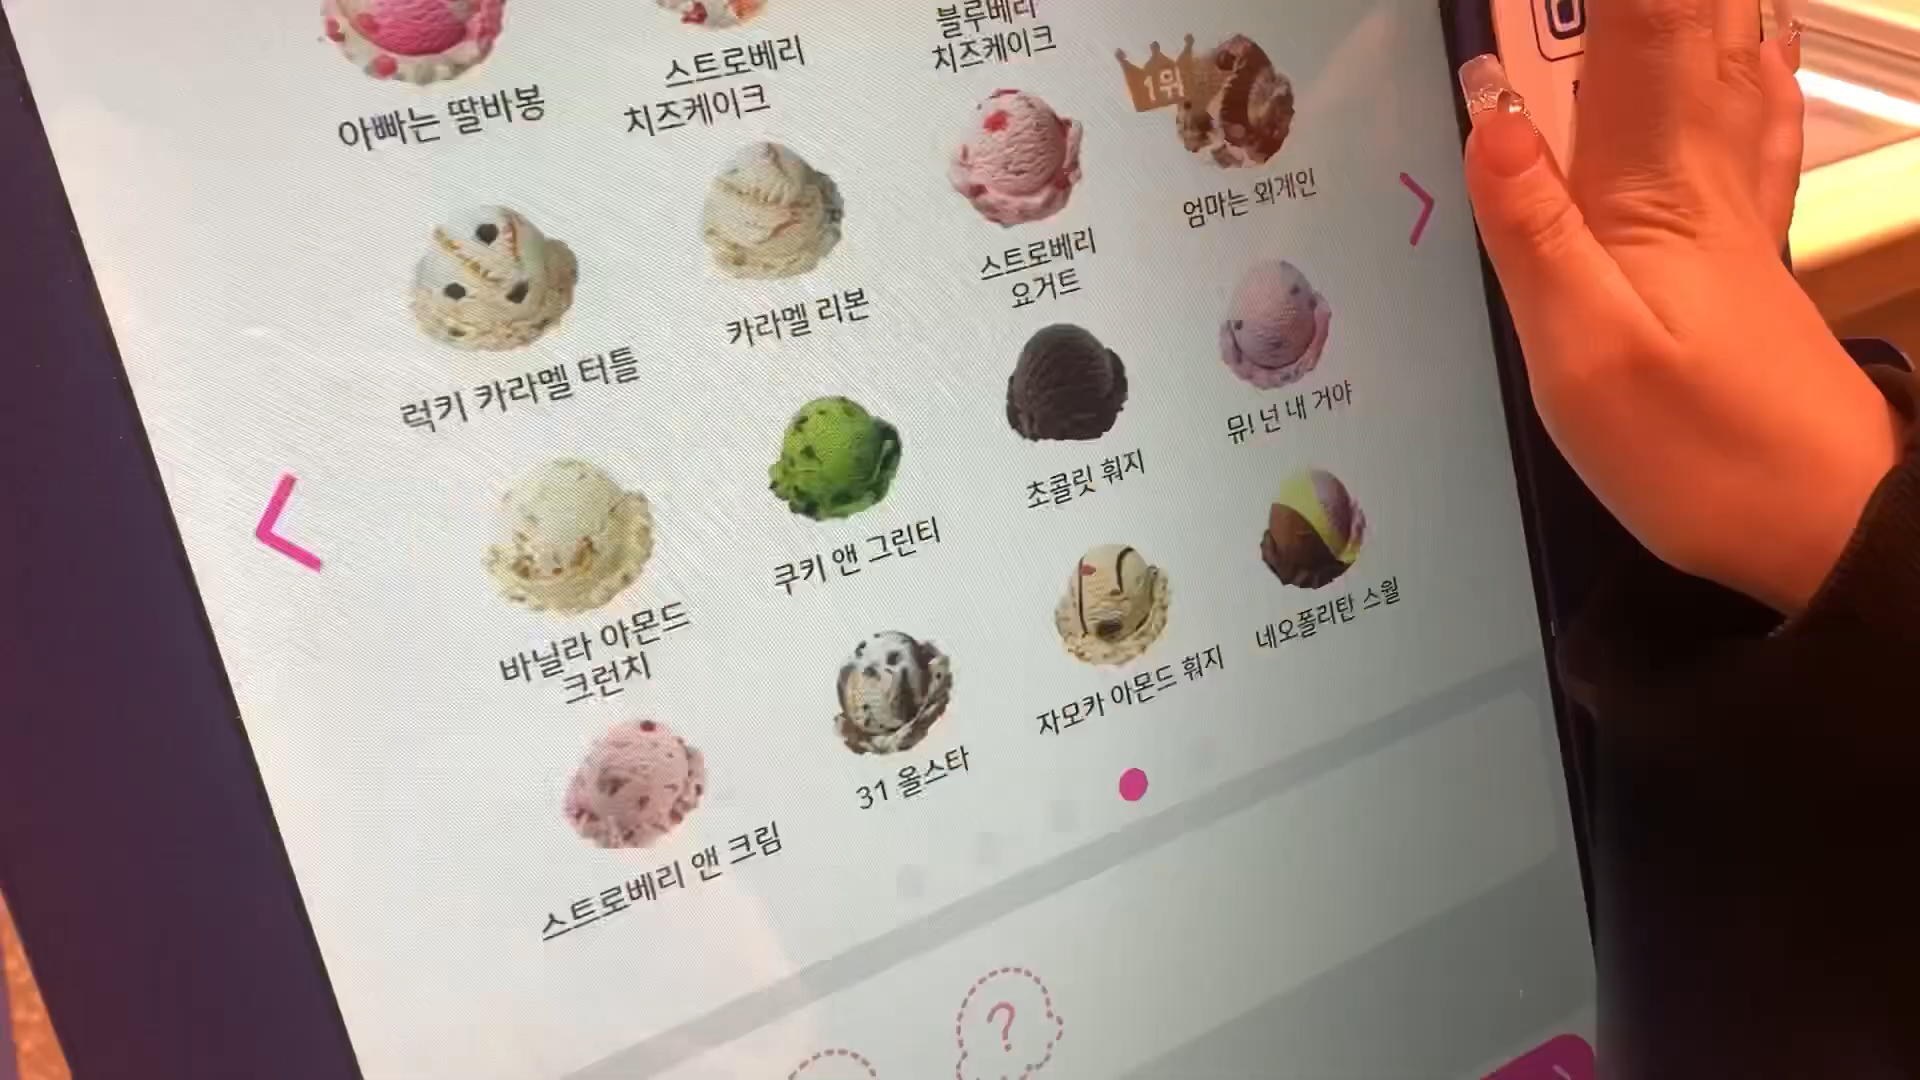 아빠는 딸바봉
스트로베리
치즈케이크
블루베리
치즈케이크
1위
엄마는 외계인
럭키 카라멜 터틀
카라멜 리본
스트로베리
요거트
뮤! 넌 내 거야
바닐라 아몬드
크런치
쿠키 앤 그린티
초콜릿 훠지
네오폴리탄 스월
스트로베리 앤 크림
31 올스타
자모카 아몬드 훠지
?